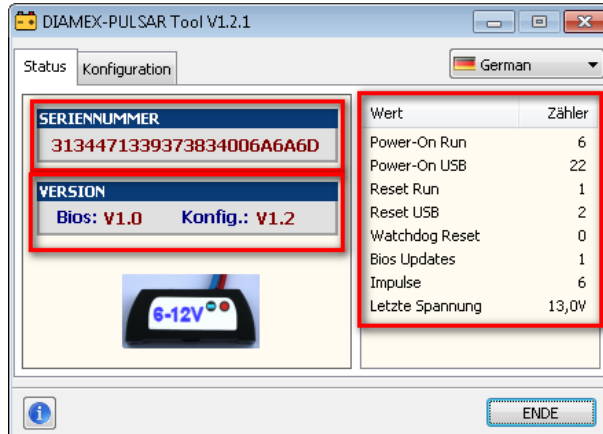 DIAMEX-PULSAR Tool V1.2.1
Status Konfiguration
German
SERIENNUMMER
3134471339373834006A6A6D
VERSION
Bios: V1.0 Konfig.: V1.2
6-12V
Wert Zähler
Power-On Run 6
Power-On USB 22
Reset Run 1
Reset USB 2
Watchdog Reset 0
Bios Updates 1
Impulse 6
Letzte Spannung 13,0V
ENDE